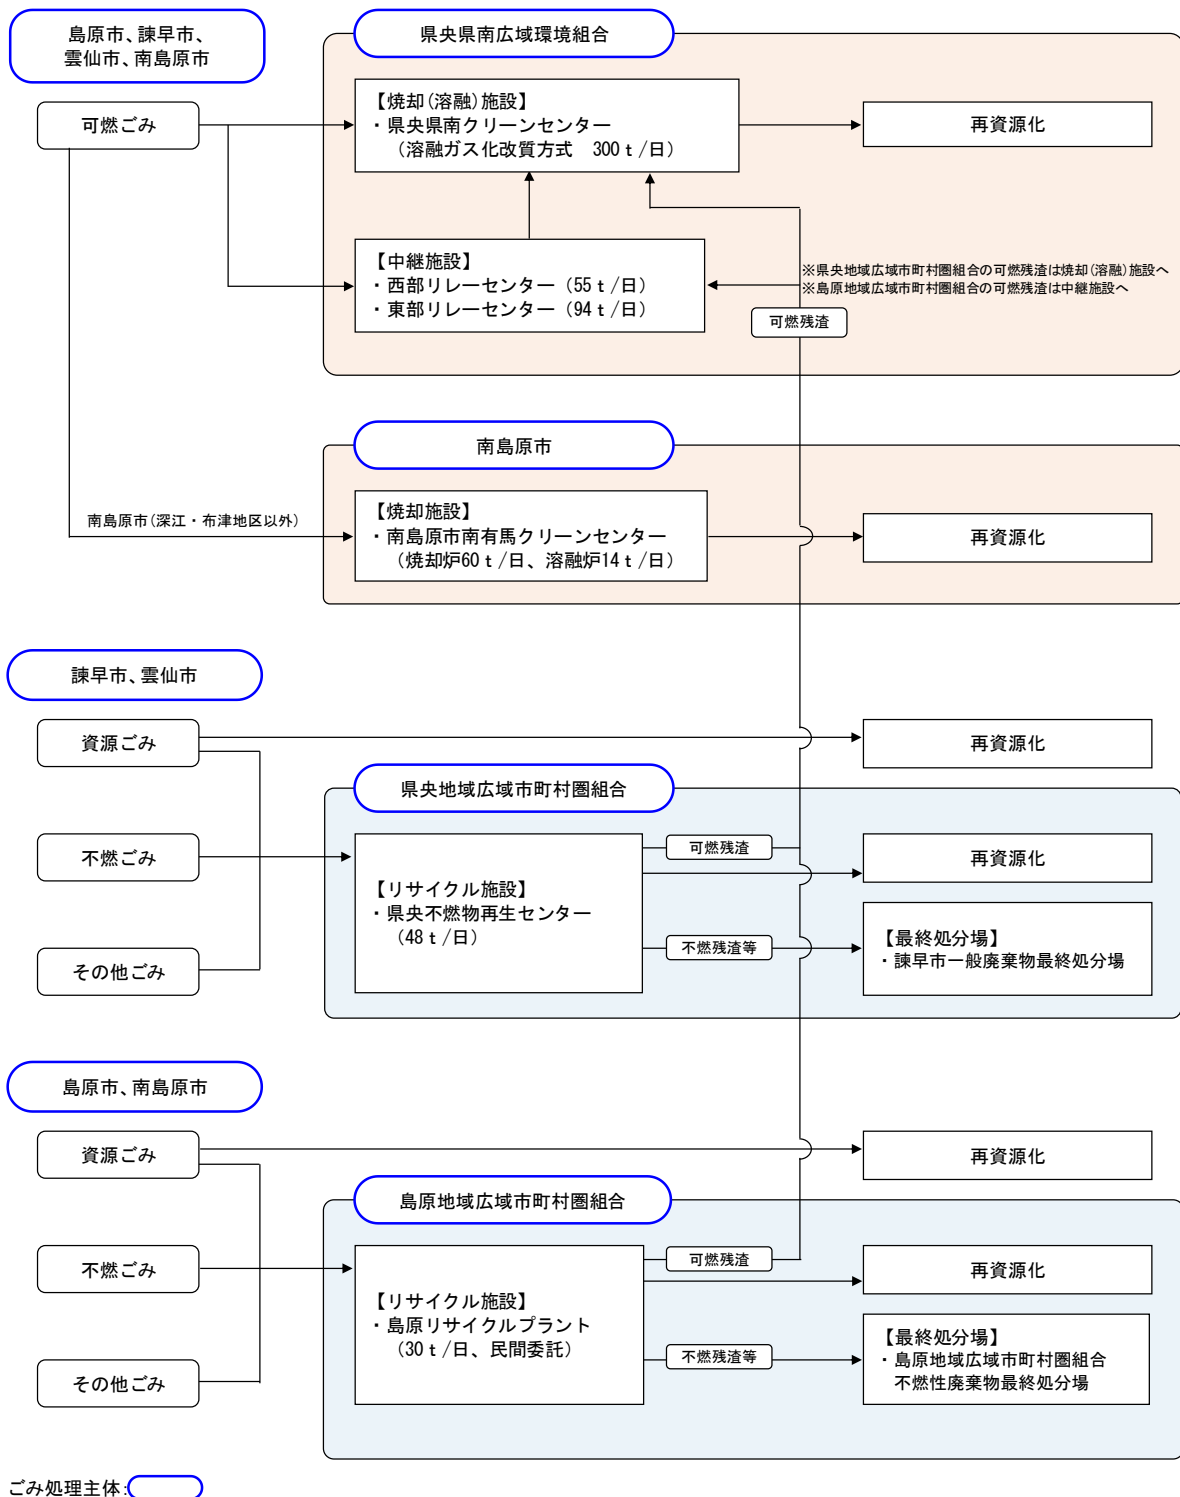 島原市、諫早市、
雲仙市、南島原市
県央県南広域環境組合
可燃ごみ
【焼却(溶融)施設】
・県央県南クリーンセンター
（溶融ガス化改質方式　300ｔ/日）
再資源化
【中継施設】
・西部リレーセンター（55ｔ/日）
・東部リレーセンター（94ｔ/日）
※県央地域広域市町村圏組合の可燃残渣は焼却(溶融)施設へ
※島原地域広域市町村圏組合の可燃残渣は中継施設へ
可燃残渣
南島原市
南島原市(深江・布津地区以外)
【焼却施設】
・南島原市南有馬クリーンセンター
（焼却炉60ｔ/日、溶融炉14ｔ/日）
再資源化
諫早市、雲仙市
資源ごみ
再資源化
県央地域広域市町村圏組合
不燃ごみ
【リサイクル施設】
・県央不燃物再生センター
（48ｔ/日）
可燃残渣
再資源化
不燃残渣等
【最終処分場】
・諫早市一般廃棄物最終処分場
その他ごみ
島原市、南島原市
資源ごみ
再資源化
島原地域広域市町村圏組合
不燃ごみ
【リサイクル施設】
・島原リサイクルプラント
（30ｔ/日、民間委託）
可燃残渣
再資源化
不燃残渣等
【最終処分場】
・島原地域広域市町村圏組合
不燃性廃棄物最終処分場
その他ごみ
ごみ処理主体: